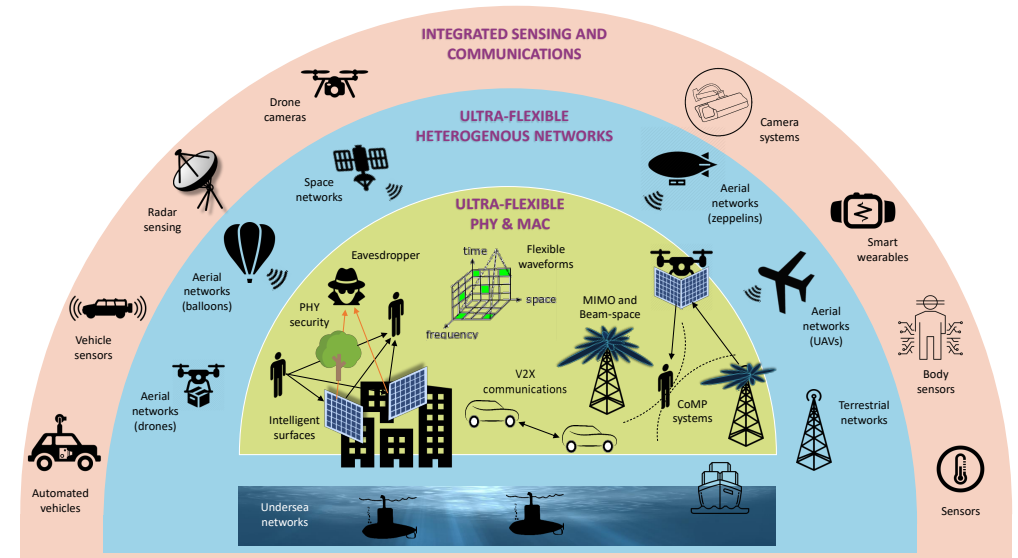 INTEGRATED SENSING AND
COMMUNICATIONS
Drone
cameras
Camera
systems
ULTRA-FLEXIBLE
HETEROGENOUS NETWORKS
Space
networks
Aerial
networks
(zeppelins)
Radar
sensing
Smart
wearables
ULTRA-FLEXIBLE
PHY & MAC
Eavesdropper
time
space
frequency
Flexible
waveforms
Aerial
networks
(balloons)
PHY
security
MIMO and
Beam-space
Aerial
networks
(UAVs)
Vehicle
sensors
Body
sensors
V2X
communications
Aerial
networks
(drones)
Intelligent
surfaces
CoMP
systems
Terrestrial
networks
Automated
vehicles
Undersea
networks
Sensors